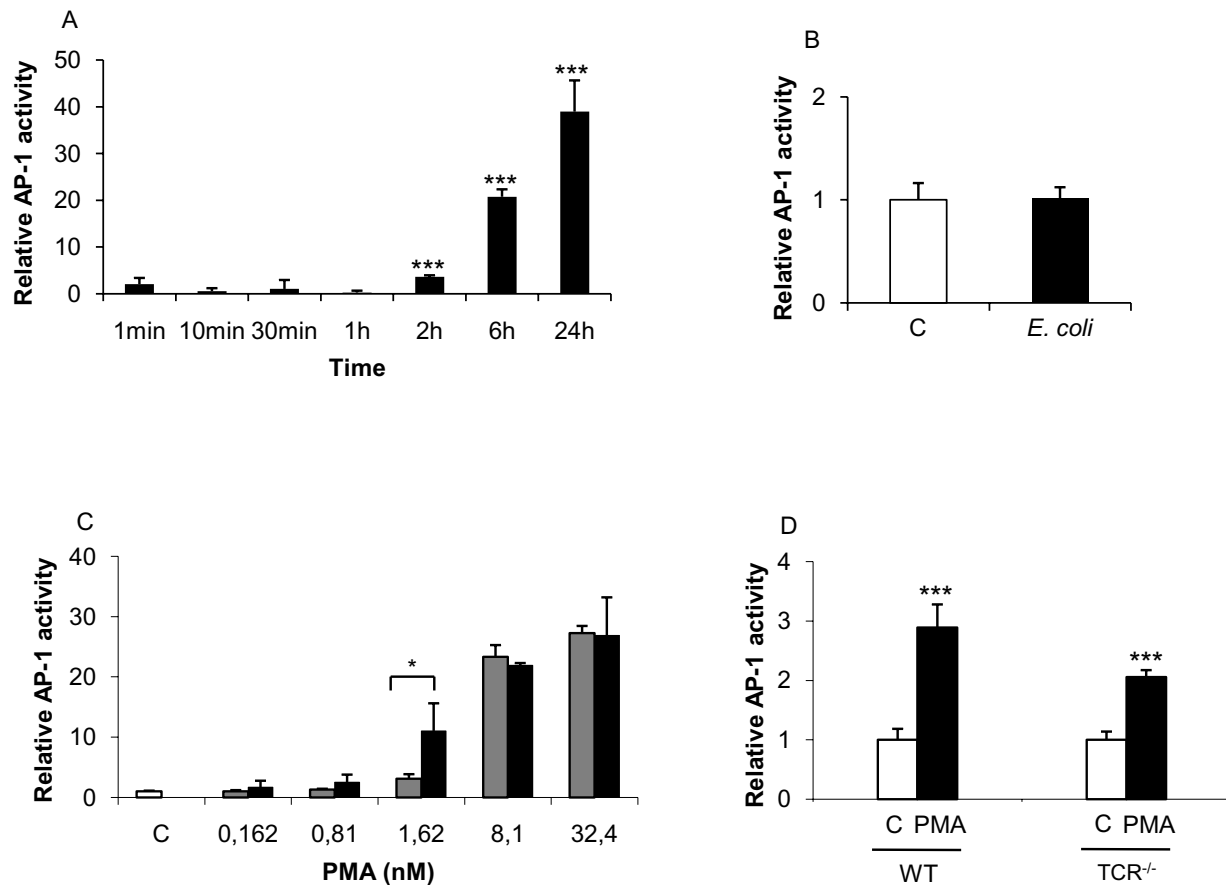 A
Relative AP-1 activity
50
40
30
20
10
0
***
***
***
1min 10min 30min 1h 2h 6h 24h
Time
B
Relative AP-1 activity
2
1
0
C E. coli
C
Relative AP-1 activity
40
30
20
10
0
*
C 0,162 0,81 1,62 8,1 32,4
PMA (nM)
D
Relative AP-1 activity
4
3
2
1
0
***
***
C PMA C PMA
WT TCR-/-